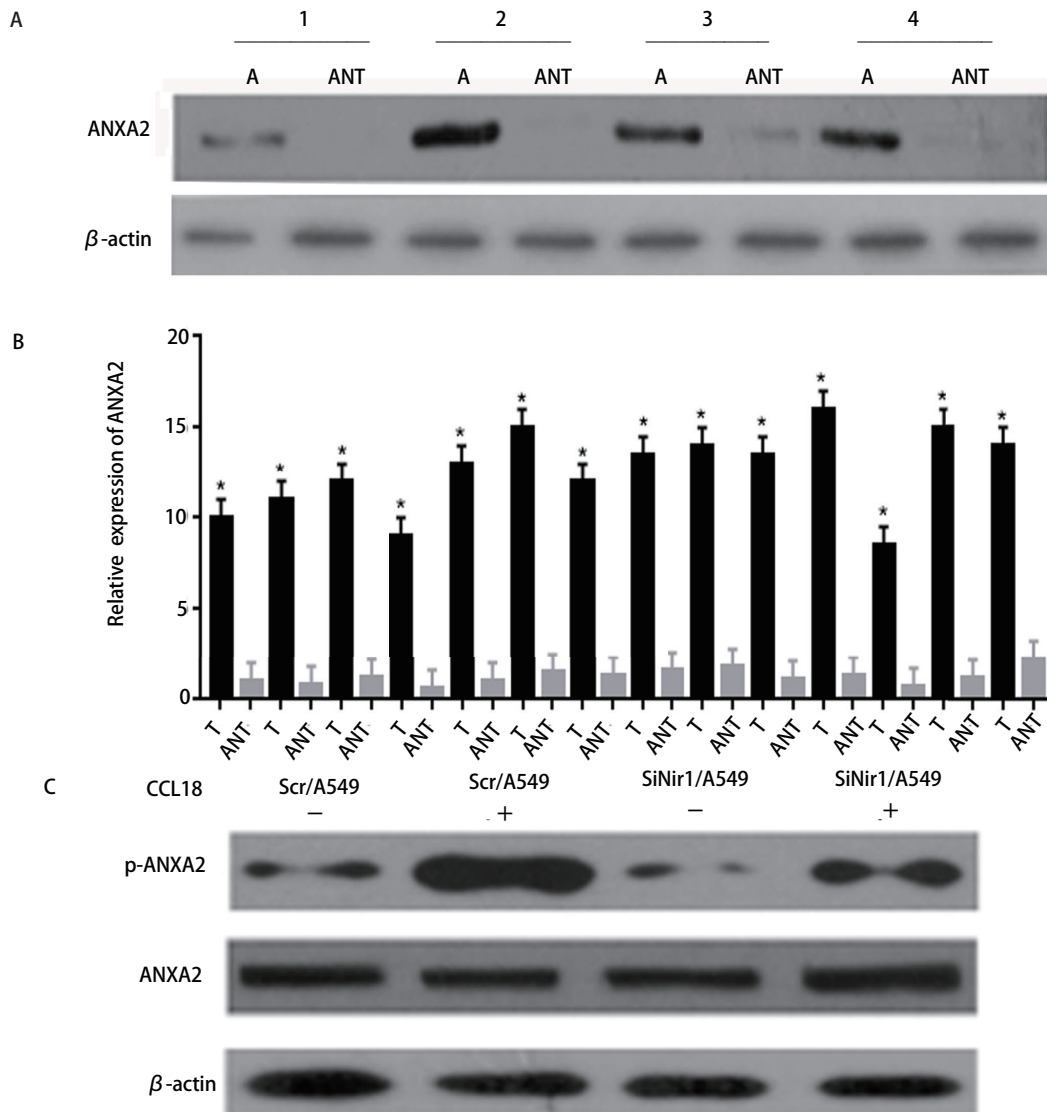 A
1 2 3 4
A ANT A ANT A ANT A ANT
ANXA2
β-actin
B
Relative expression of ANXA2
20
15
10
5
0
* * * * * * * * * * * * * *
T ANT T ANT T ANT T ANT T ANT T ANT T ANT T ANT T ANT T ANT T ANT T ANT T ANT T ANT
C
CCL18 Scr/A549 Scr/A549 SiNir1/A549 SiNir1/A549
− + − +
p-ANXA2
ANXA2
β-actin